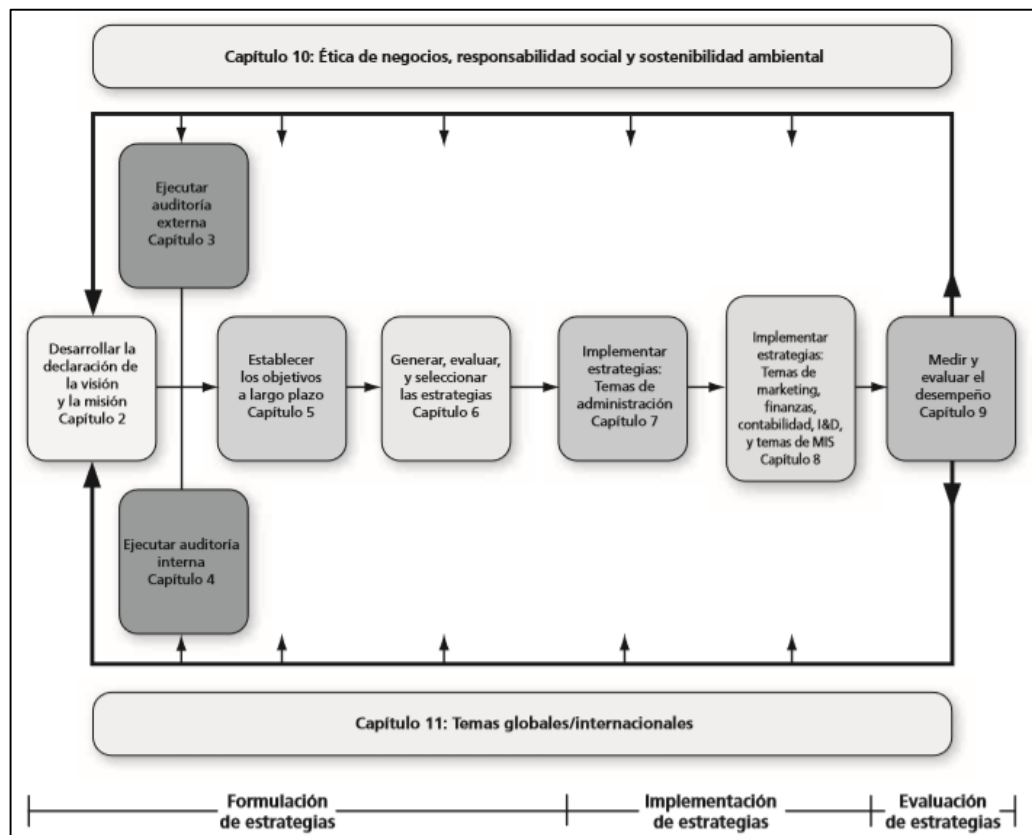 Capítulo 10: Ética de negocios, responsabilidad social y sostenibilidad ambiental
Ejecutar
auditoría
externa
Capítulo 3
Desarrollar la
declaración de
la visión
y la misión
Capítulo 2
Establecer
los objetivos
a largo plazo
Capítulo 5
Generar, evaluar,
y seleccionar
las estrategias
Capítulo 6
Implementar
estrategias:
Temas de
administración
Capítulo 7
Implementar
estrategias:
Temas de
marketing,
finanzas,
contabilidad, I&D,
y temas de MIS
Capítulo 8
Medir y
evaluar el
desempeño
Capítulo 9
Ejecutar auditoría
interna
Capítulo 4
Capítulo 11: Temas globales/internacionales
Formulación
de estrategias
Implementación
de estrategias
Evaluación
de estrategias